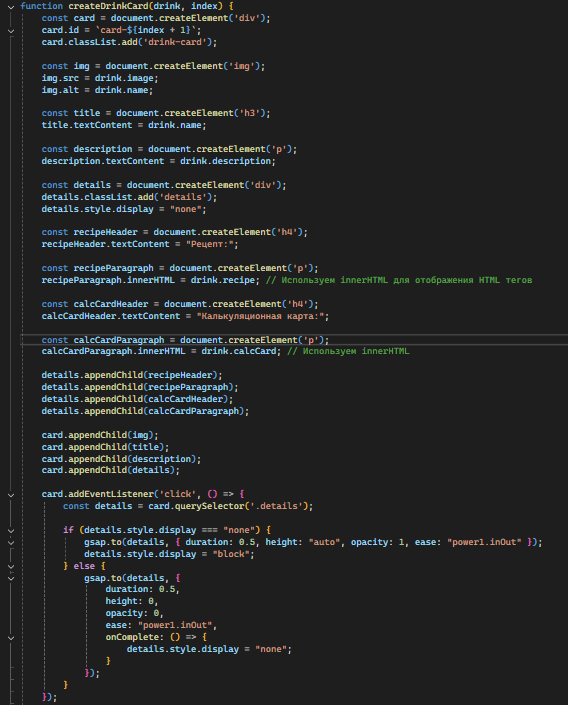 function createDrinkCard(drink, index) {
const card = document.createElement('div');
card.id = `card-${index + 1}`;
card.classList.add('drink-card');
const img = document.createElement('img');
img.src = drink.image;
img.alt = drink.name;
const title = document.createElement('h3');
title.textContent = drink.name;
const description = document.createElement('p');
description.textContent = drink.description;
const details = document.createElement('div');
details.classList.add('details');
details.style.display = "none";
const recipeHeader = document.createElement('h4');
recipeHeader.textContent = "Рецепт:";
const recipeParagraph = document.createElement('p');
recipeParagraph.innerHTML = drink.recipe; // Используем innerHTML для отображения HTML тегов
const calcCardHeader = document.createElement('h4');
calcCardHeader.textContent = "Калькуляционная карта:";
const calcCardParagraph = document.createElement('p');
calcCardParagraph.innerHTML = drink.calcCard; // Используем innerHTML
details.appendChild(recipeHeader);
details.appendChild(recipeParagraph);
details.appendChild(calcCardHeader);
details.appendChild(calcCardParagraph);
card.appendChild(img);
card.appendChild(title);
card.appendChild(description);
card.appendChild(details);
card.addEventListener('click', () => {
const details = card.querySelector('.details');
if (details.style.display === "none") {
gsap.to(details, { duration: 0.5, height: "auto", opacity: 1, ease: "power1.inOut" });
details.style.display = "block";
} else {
gsap.to(details, {
duration: 0.5,
height: 0,
opacity: 0,
ease: "power1.inOut",
onComplete: () => {
details.style.display = "none";
}
});
}
});